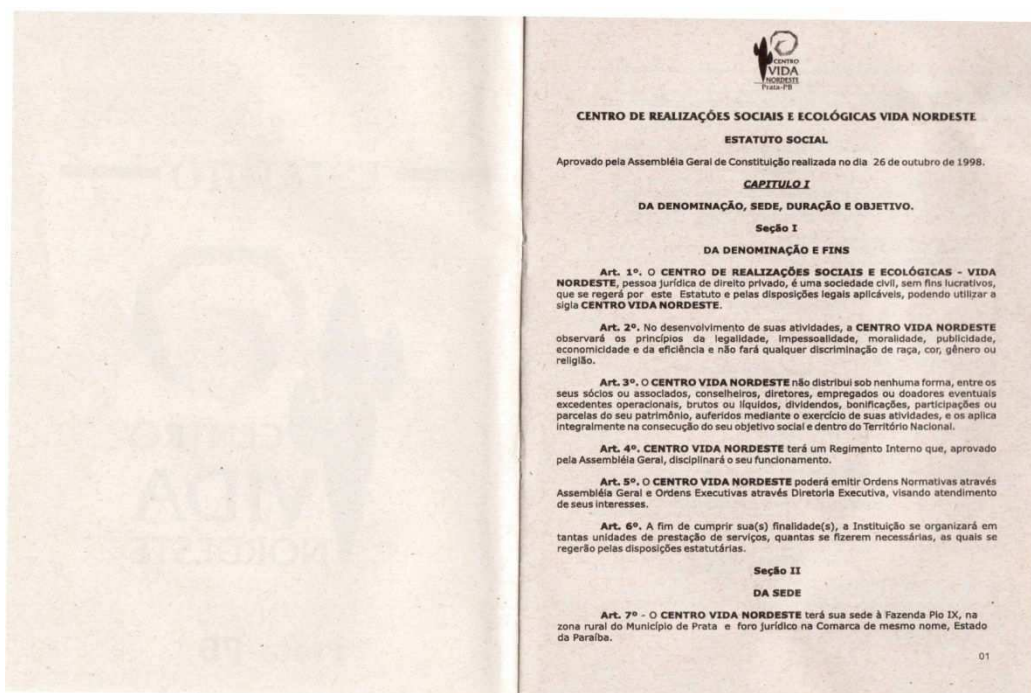 CENTRO
VIDA
NORDESTE
Prata-PB
CENTRO DE REALIZAÇÕES SOCIAIS E ECOLÓGICAS VIDA NORDESTE
ESTATUTO SOCIAL
Aprovado pela Assembléia Geral de Constituição realizada no dia 26 de outubro de 1998.
CAPITULO I
DA DENOMINAÇÃO, SEDE, DURAÇÃO E OBJETIVO.
Seção I
DA DENOMINAÇÃO E FINS
Art. 1º. O CENTRO DE REALIZAÇÕES SOCIAIS E ECOLÓGICAS - VIDA
NORDESTE, pessoa jurídica de direito privado, é uma sociedade civil, sem fins lucrativos,
que se regerá por este Estatuto e pelas disposições legais aplicáveis, podendo utilizar a
sigla CENTRO VIDA NORDESTE.
Art. 2º. No desenvolvimento de suas atividades, a CENTRO VIDA NORDESTE
observará os princípios da legalidade, impessoalidade, moralidade, publicidade,
economicidade e da eficiência e não fará qualquer discriminação de raça, cor, gênero ou
religião.
Art. 3º. O CENTRO VIDA NORDESTE não distribui sob nenhuma forma, entre os
seus sócios ou associados, conselheiros, diretores, empregados ou doadores eventuais
excedentes operacionais, brutos ou líquidos, dividendos, bonificações, participações ou
parcelas do seu patrimônio, auferidos mediante o exercício de suas atividades, e os aplica
integralmente na consecução do seu objetivo social e dentro do Território Nacional.
Art. 4º. CENTRO VIDA NORDESTE terá um Regimento Interno que, aprovado
pela Assembléia Geral, disciplinará o seu funcionamento.
Art. 5º. O CENTRO VIDA NORDESTE poderá emitir Ordens Normativas através
Assembléia Geral e Ordens Executivas através Diretoria Executiva, visando atendimento
de seus interesses.
Art. 6º. A fim de cumprir sua(s) finalidade(s), a Instituição se organizará em
tantas unidades de prestação de serviços, quantas se fizerem necessárias, as quais se
regerão pelas disposições estatutárias.
Seção II
DA SEDE
Art. 7º - O CENTRO VIDA NORDESTE terá sua sede à Fazenda Pio IX, na
zona rural do Município de Prata e foro jurídico na Comarca de mesmo nome, Estado
da Paraíba.
01